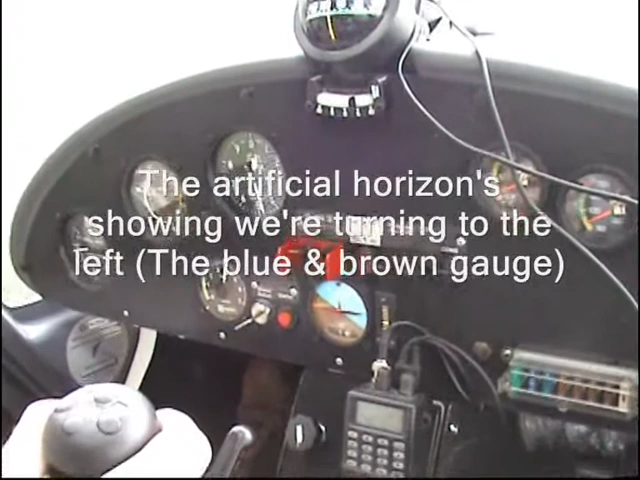 The artificial horizon's
showing we're turning to the
left (The blue & brown gauge)